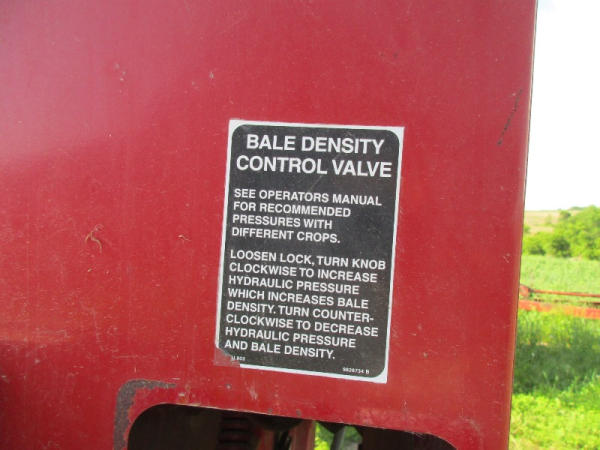 BALE DENSITY
CONTROL VALVE
SEE OPERATORS MANUAL
FOR RECOMMENDED
PRESSURES WITH
DIFFERENT CROPS.
LOOSEN LOCK, TURN KNOB
CLOCKWISE TO INCREASE
HYDRAULIC PRESSURE
WHICH INCREASES BALE
DENSITY. TURN COUNTER-
CLOCKWISE TO DECREASE
HYDRAULIC PRESSURE
AND BALE DENSITY.